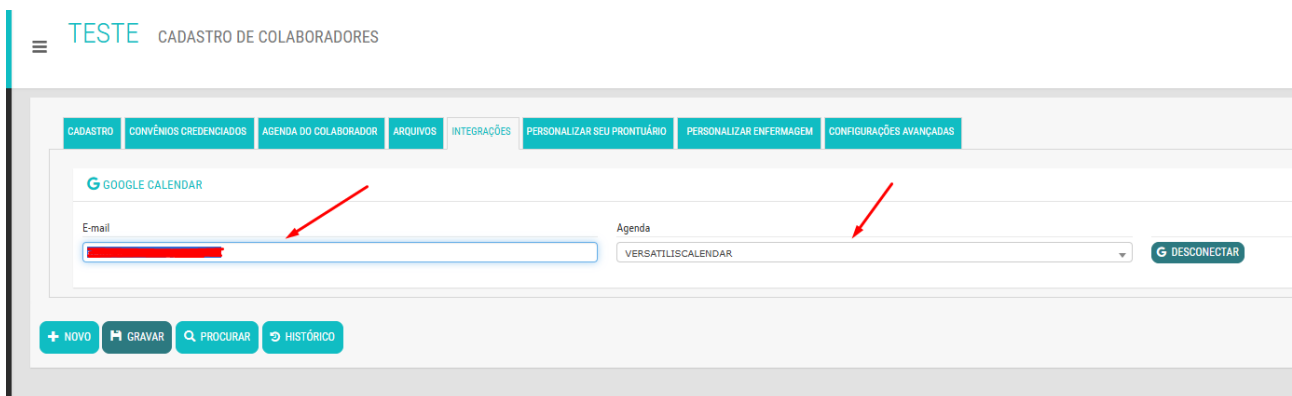 TESTE CADASTRO DE COLABORADORES
CADASTRO CONVÊNIOS CREDENCIADOS AGENDA DO COLABORADOR ARQUIVOS INTEGRAÇÕES PERSONALIZAR SEU PRONTUÁRIO PERSONALIZAR ENFERMAGEM CONFIGURAÇÕES AVANÇADAS
G GOOGLE CALENDAR
E-mail Agenda
VERSATILISCALENDAR G DESCONECTAR
NOVO GRAVAR PROCURAR HISTÓRICO